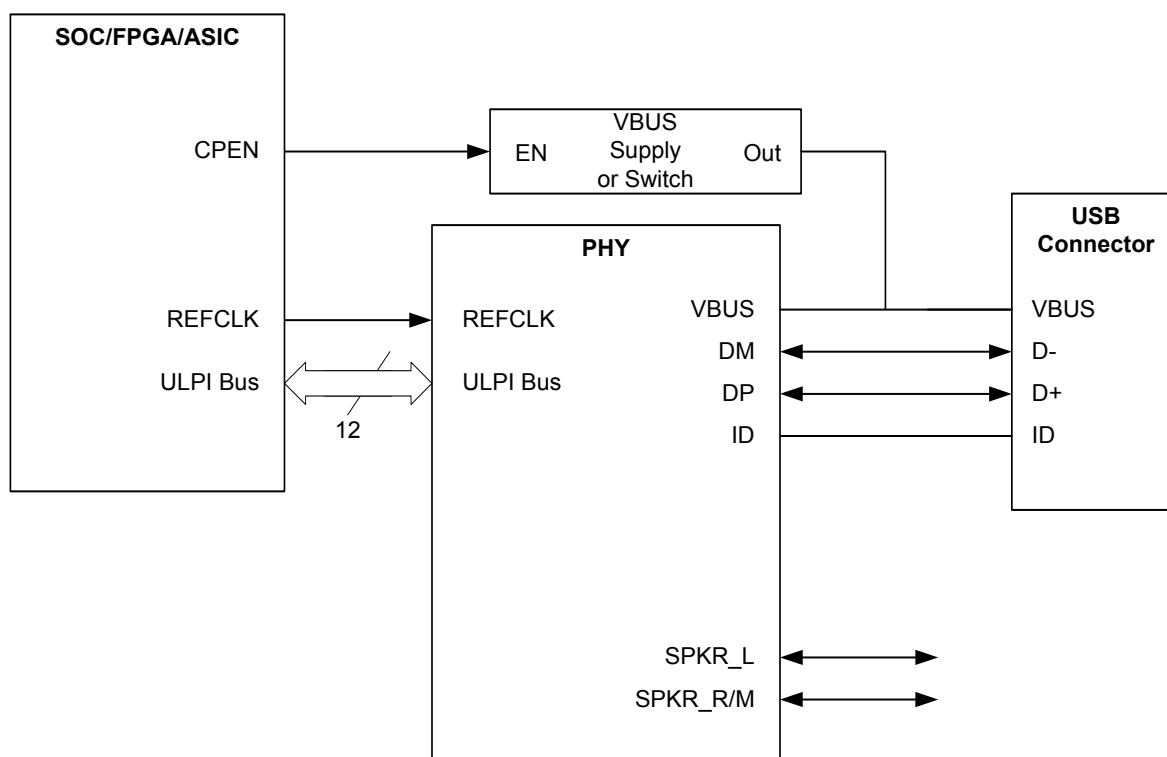 SOC/FPGA/ASIC
CPEN
REFCLK
ULPI Bus
12
EN
VBUS
Supply
or Switch
Out
PHY
REFCLK
ULPI Bus
VBUS
DM
DP
ID
SPKR_L
SPKR_R/M
USB
Connector
VBUS
D-
D+
ID